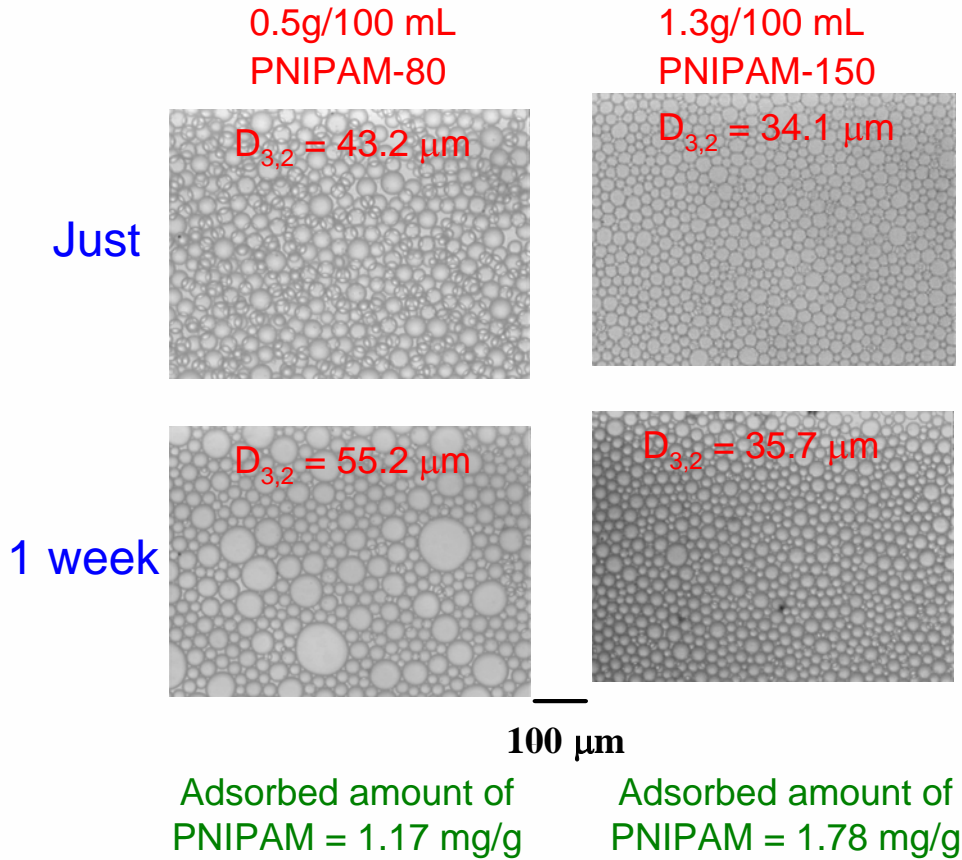 0.5g/100 mL
PNIPAM-80
1.3g/100 mL
PNIPAM-150
Just
D3,2 = 43.2 μm
D3,2 = 34.1 μm
1 week
D3,2 = 55.2 μm
D3,2 = 35.7 μm
100 μm
Adsorbed amount of
PNIPAM = 1.17 mg/g
Adsorbed amount of
PNIPAM = 1.78 mg/g